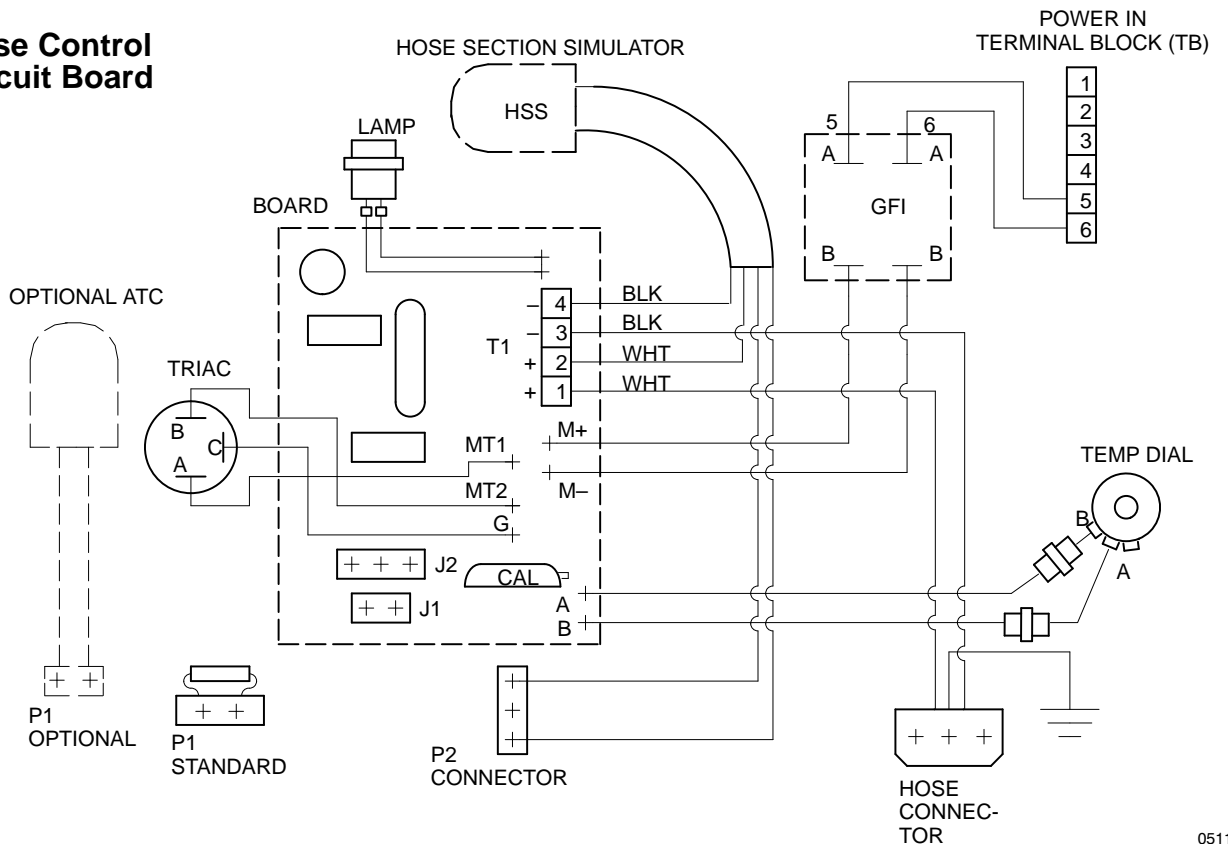 se Control
cuit Board
HOSE SECTION SIMULATOR
POWER IN
TERMINAL BLOCK (TB)
HSS
LAMP
BOARD
1
2
3
4
5
6
5
6
A
A
GFI
B
B
OPTIONAL ATC
TRIAC
B
C
A
T1
– 4 BLK
– 3 BLK
+ 2 WHT
+ 1 WHT
MT1
M+
MT2
M–
G
TEMP DIAL
B
A
+ + + J2
CAL
+ + J1
A
B
+ +
P1
OPTIONAL
+ +
P1
STANDARD
+
+
+
P2
CONNECTOR
+ + +
HOSE
CONNEC-
TOR
0511